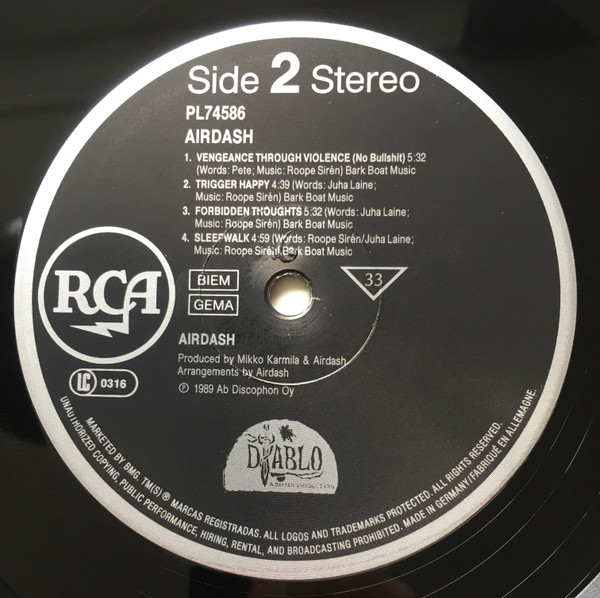 Side 2 Stereo
PL74586
AIRDASH
1. VENGEANCE THROUGH VIOLENCE (No Bullshit) 5:32
(Words: Pete; Music: Roope Sirén) Bark Boat Music
2. TRIGGER HAPPY 4:39 (Words: Juha Laine;
Music: Roope Sirén) Bark Boat Music
3. FORBIDDEN THOUGHTS 5:32 (Words: Juha Laine;
Music: Roope Sirén) Bark Boat Music
4. SLEEPWALK 4:59 (Words: Roope Sirén/Juha Laine;
Music: Roope Sirén) Bark Boat Music
RCA
BIEM
GEMA
33
LC 0316
AIRDASH
Produced by Mikko Karmila & Airdash
Arrangements by Airdash
℗ 1989 Ab Discophon Oy
DIABLO
MARKETED BY BMG. TM(S) ® MARCAS REGISTRADAS. ALL LOGOS AND TRADEMARKS PROTECTED. ALL RIGHTS RESERVED.
UNAUTHORIZED COPYING, PUBLIC PERFORMANCE, HIRING, RENTAL, AND BROADCASTING PROHIBITED. MADE IN GERMANY/FABRIQUÉ EN ALLEMAGNE.